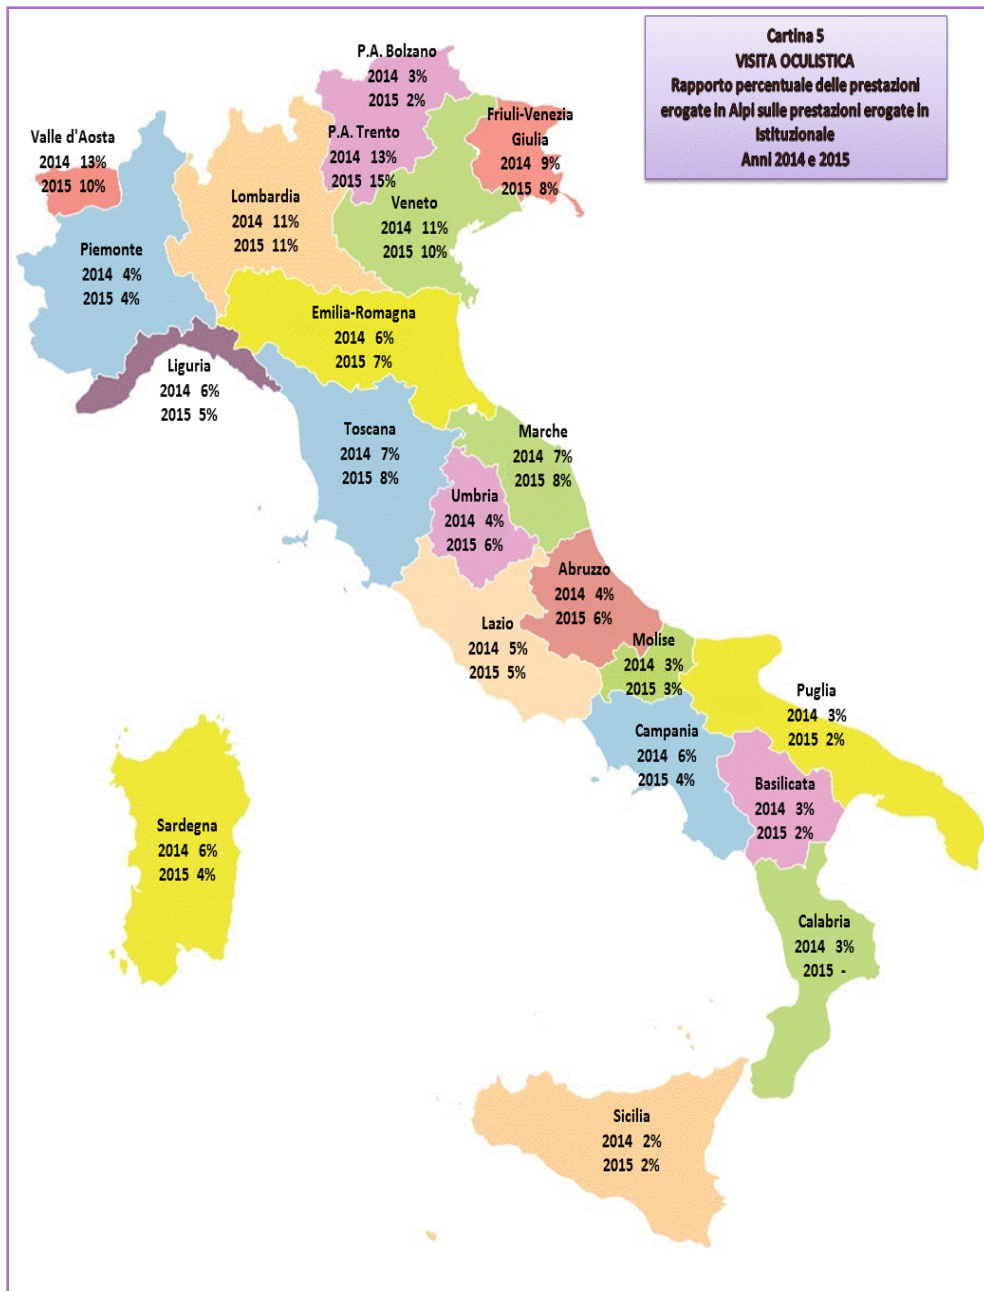 Cartina 5
VISITA OCULISTICA
Rapporto percentuale delle prestazioni
erogate in Alpi sulle prestazioni erogate in
Istituzionale
Anni 2014 e 2015
P.A. Bolzano
2014 3%
2015 2%
P.A. Trento
2014 13%
2015 15%
Friuli-Venezia
Giulia
2014 9%
2015 8%
Valle d'Aosta
2014 13%
2015 10%
Lombardia
2014 11%
2015 11%
Veneto
2014 11%
2015 10%
Piemonte
2014 4%
2015 4%
Emilia-Romagna
2014 6%
2015 7%
Liguria
2014 6%
2015 5%
Toscana
2014 7%
2015 8%
Marche
2014 7%
2015 8%
Umbria
2014 4%
2015 6%
Abruzzo
2014 4%
2015 6%
Lazio
2014 5%
2015 5%
Molise
2014 3%
2015 3%
Puglia
2014 3%
2015 2%
Campania
2014 6%
2015 4%
Basilicata
2014 3%
2015 2%
Sardegna
2014 6%
2015 4%
Calabria
2014 3%
2015 -
Sicilia
2014 2%
2015 2%